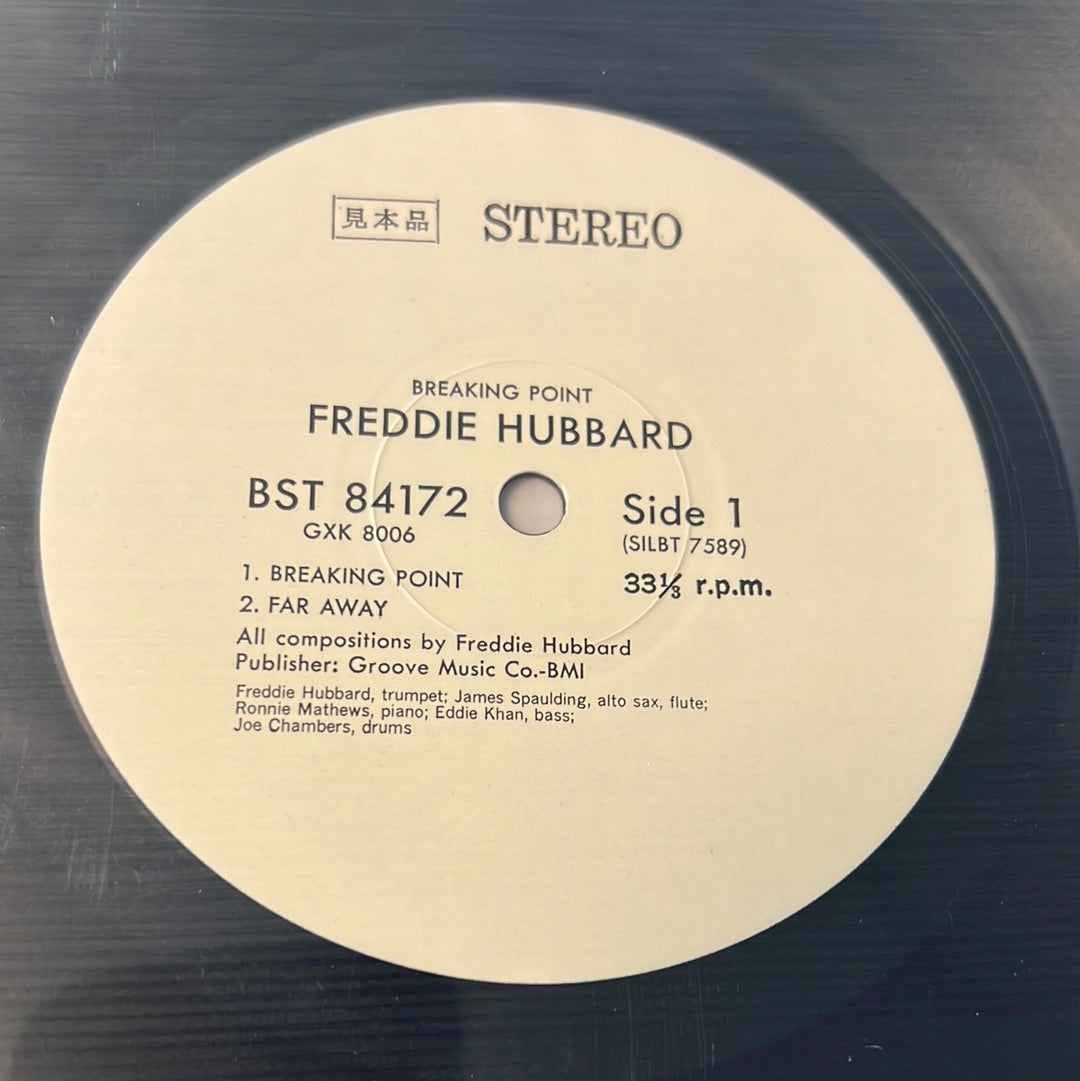 見本品 STEREO
BREAKING POINT
FREDDIE HUBBARD
BST 84172 Side 1
GXK 8006 (SILBT 7589)
1. BREAKING POINT 33⅓ r.p.m.
2. FAR AWAY
All compositions by Freddie Hubbard
Publisher: Groove Music Co.-BMI
Freddie Hubbard, trumpet; James Spaulding, alto sax, flute;
Ronnie Mathews, piano; Eddie Khan, bass;
Joe Chambers, drums